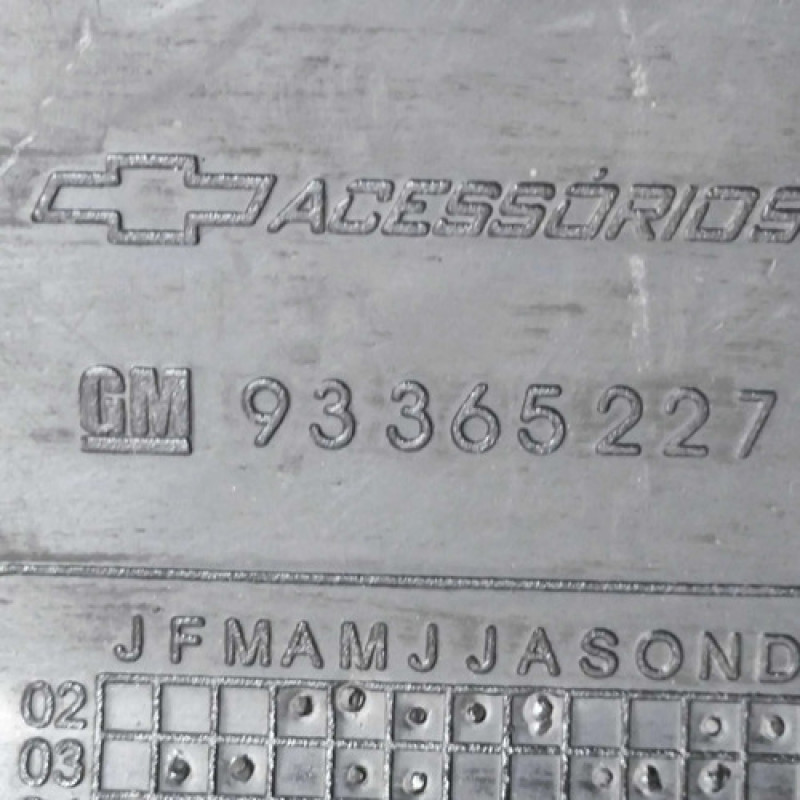 ACESSÓRIOS
GM 93365227
J F M A M J J A S O N D
02
03